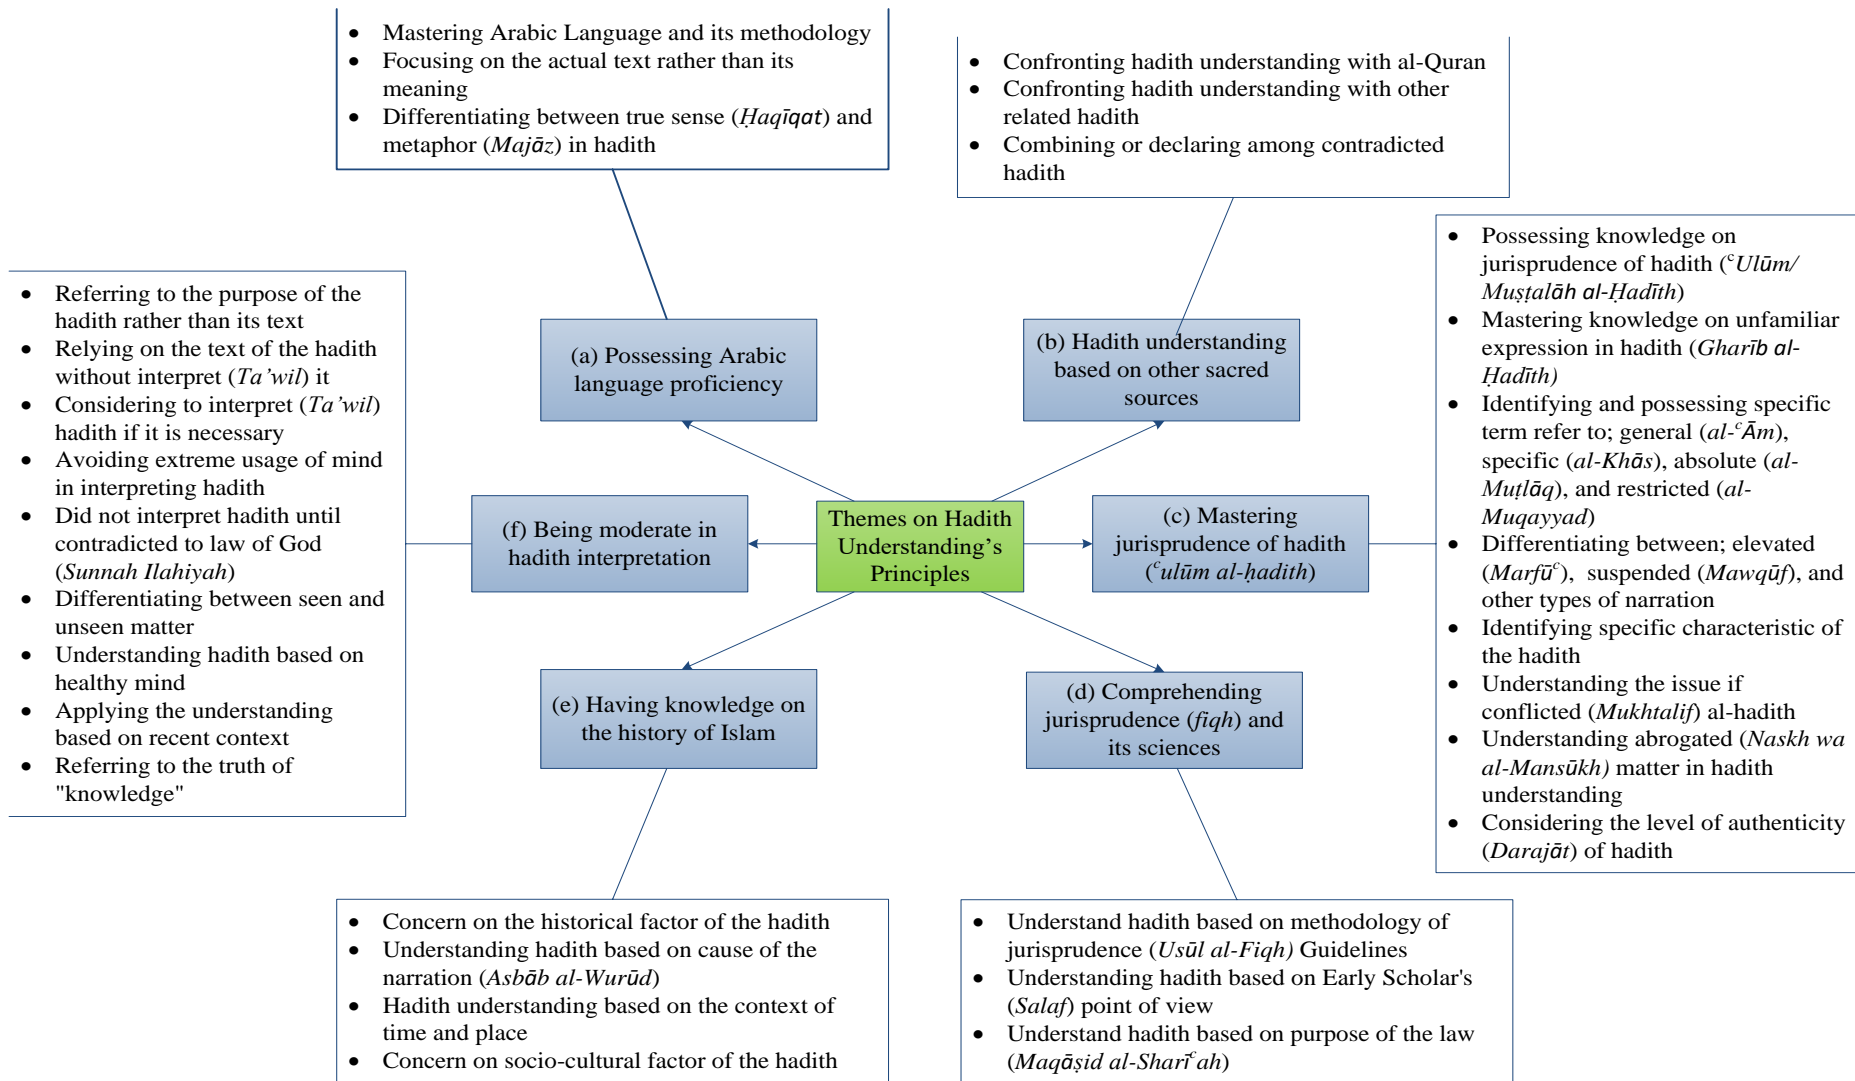 • Mastering Arabic Language and its methodology
• Focusing on the actual text rather than its
meaning
• Differentiating between true sense (Ḥaqīqat) and
metaphor (Majāz) in hadith
• Confronting hadith understanding with al-Quran
• Confronting hadith understanding with other
related hadith
• Combining or declaring among contradicted
hadith
• Referring to the purpose of the
hadith rather than its text
• Relying on the text of the hadith
without interpret (Ta’wil) it
• Considering to interpret (Ta’wil)
hadith if it is necessary
• Avoiding extreme usage of mind
in interpreting hadith
• Did not interpret hadith until
contradicted to law of God
(Sunnah Ilahiyah)
• Differentiating between seen and
unseen matter
• Understanding hadith based on
healthy mind
• Applying the understanding
based on recent context
• Referring to the truth of
"knowledge"
(a) Possessing Arabic
language proficiency
(b) Hadith understanding
based on other sacred
sources
(f) Being moderate in
hadith interpretation
Themes on Hadith
Understanding’s
Principles
(c) Mastering
jurisprudence of hadith
(ᶜulūm al-ḥadith)
(e) Having knowledge on
the history of Islam
(d) Comprehending
jurisprudence (fiqh) and
its sciences
• Possessing knowledge on
jurisprudence of hadith (ᶜUlūm/
Muṣṭalāh al-Ḥadīth)
• Mastering knowledge on unfamiliar
expression in hadith (Gharīb al-
Ḥadīth)
• Identifying and possessing specific
term refer to; general (al-ᶜĀm),
specific (al-Khās), absolute (al-
Muṭlāq), and restricted (al-
Muqayyad)
• Differentiating between; elevated
(Marfūᶜ), suspended (Mawqūf), and
other types of narration
• Identifying specific characteristic of
the hadith
• Understanding the issue if
conflicted (Mukhtalif) al-hadith
• Understanding abrogated (Naskh wa
al-Mansūkh) matter in hadith
understanding
• Considering the level of authenticity
(Darajāt) of hadith
• Concern on the historical factor of the hadith
• Understanding hadith based on cause of the
narration (Asbāb al-Wurūd)
• Hadith understanding based on the context of
time and place
• Concern on socio-cultural factor of the hadith
• Understand hadith based on methodology of
jurisprudence (Usūl al-Fiqh) Guidelines
• Understanding hadith based on Early Scholar's
(Salaf) point of view
• Understand hadith based on purpose of the law
(Maqāṣid al-Sharīᶜah)